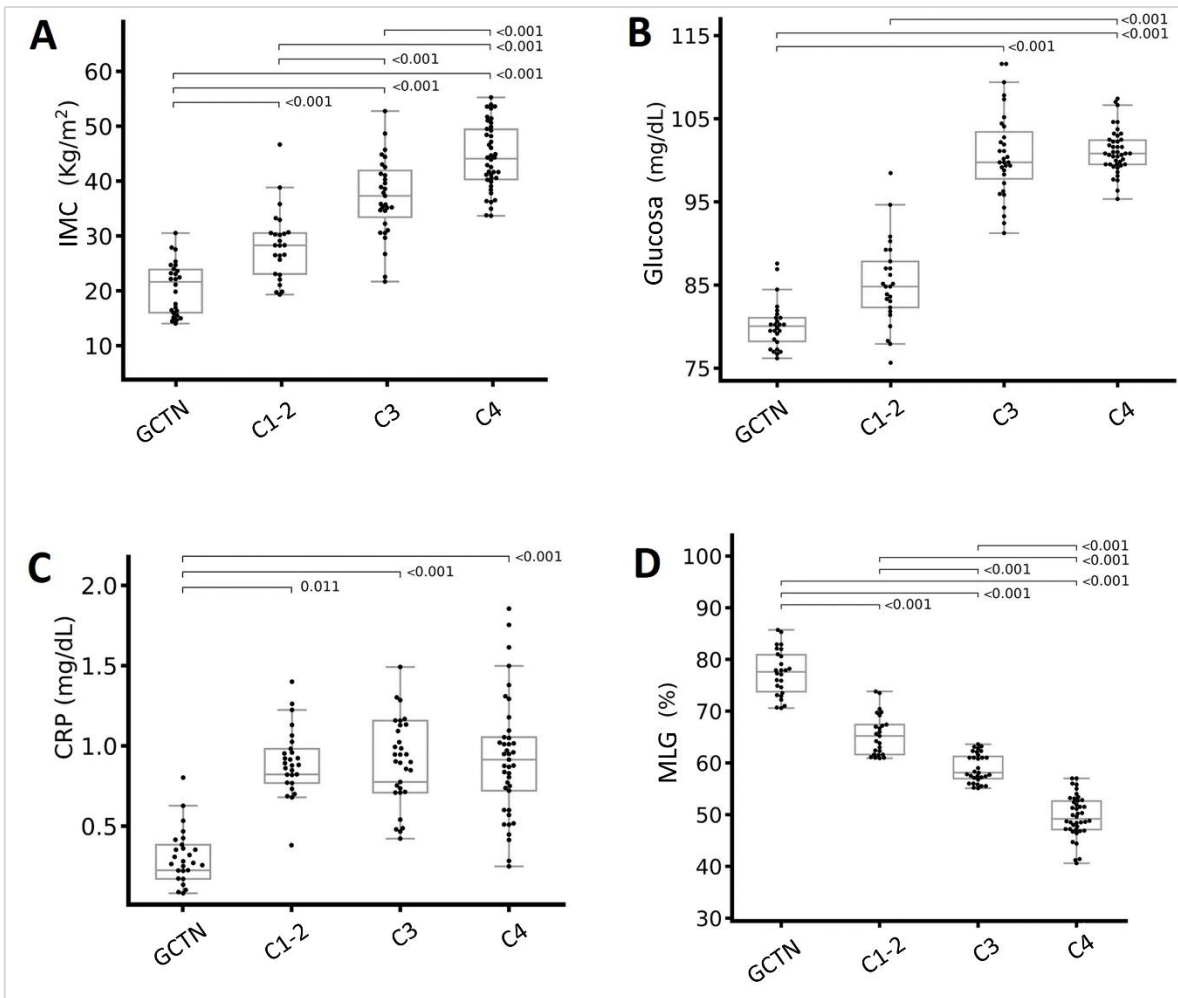 A
IMC (Kg/m²)
60
50
40
30
20
10
<0.001
<0.001
<0.001
<0.001
<0.001
<0.001
GCTN
C1-2
C3
C4
B
Glucosa (mg/dL)
115
105
95
85
75
<0.001
<0.001
<0.001
GCTN
C1-2
C3
C4
C
CRP (mg/dL)
2.0
1.5
1.0
0.5
<0.001
<0.001
0.011
GCTN
C1-2
C3
C4
D
MLG (%)
100
90
80
70
60
50
40
30
<0.001
<0.001
<0.001
<0.001
<0.001
<0.001
GCTN
C1-2
C3
C4